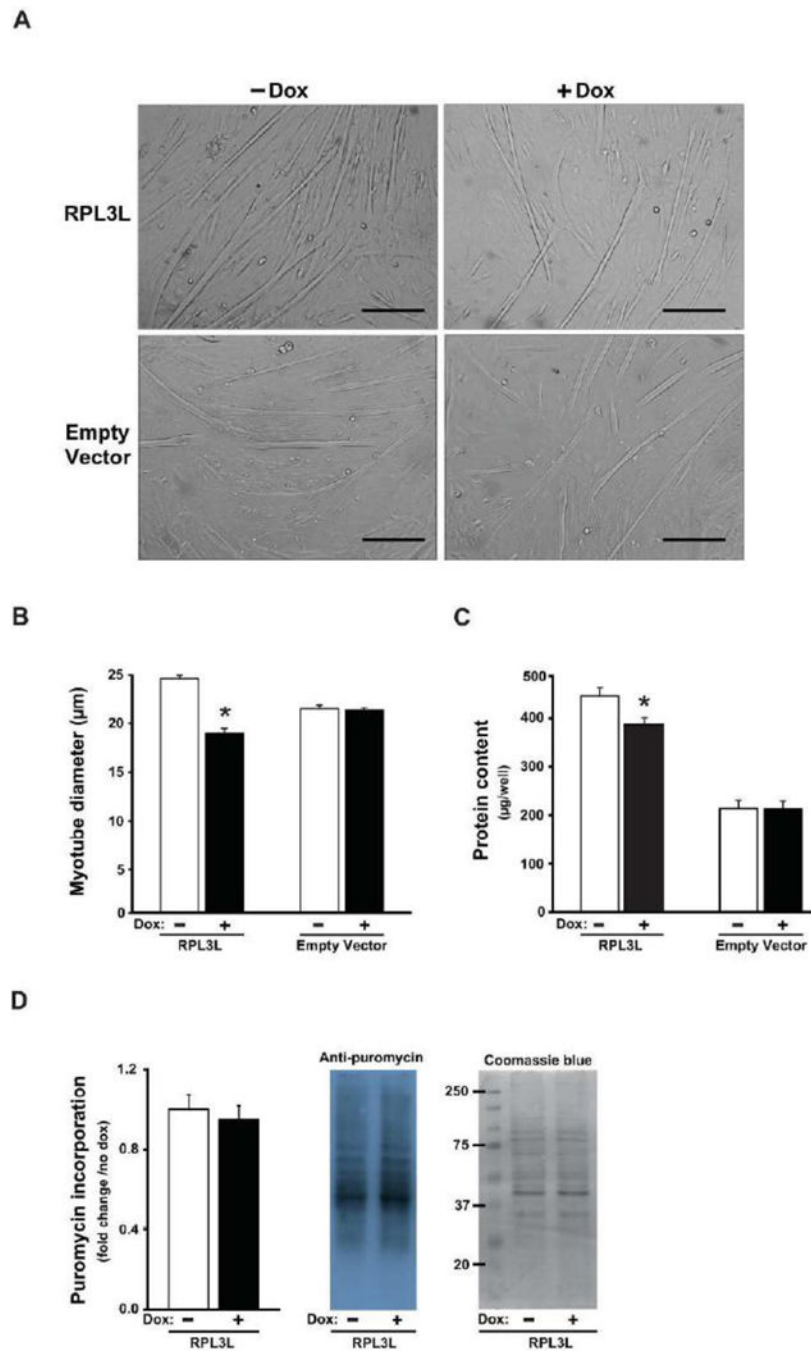 A
− Dox + Dox
RPL3L
Empty
Vector
B
Myotube diameter (µm)
25
20
15
10
5
0
*
Dox: − + − +
RPL3L Empty Vector
C
Protein content
(µg/well)
500
400
300
200
100
0
*
Dox: − + − +
RPL3L Empty Vector
D
Puromycin incorporation
(fold change /no dox)
1.2
0.8
0.4
0.0
Dox: − +
RPL3L
Anti-puromycin
Dox: − +
RPL3L
Coomassie blue
250
75
37
20
Dox: − +
RPL3L